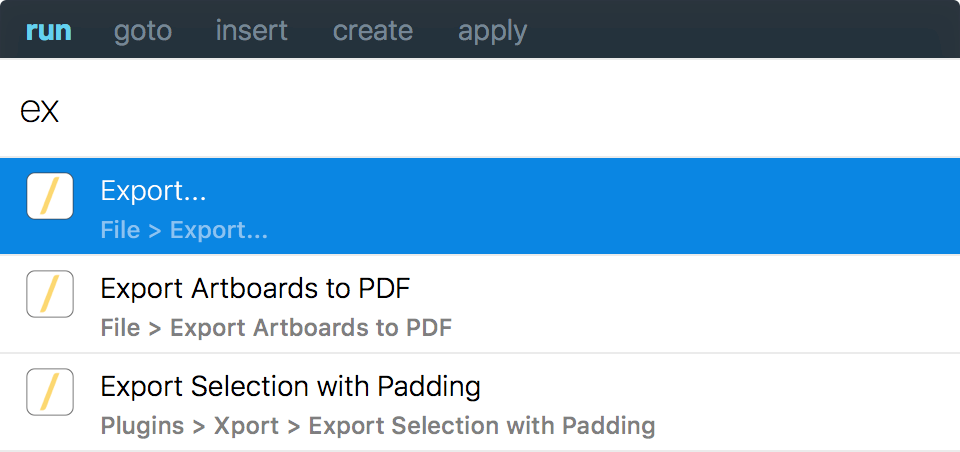 run goto insert create apply
ex
Export...
File > Export...
Export Artboards to PDF
File > Export Artboards to PDF
Export Selection with Padding
Plugins > Xport > Export Selection with Padding